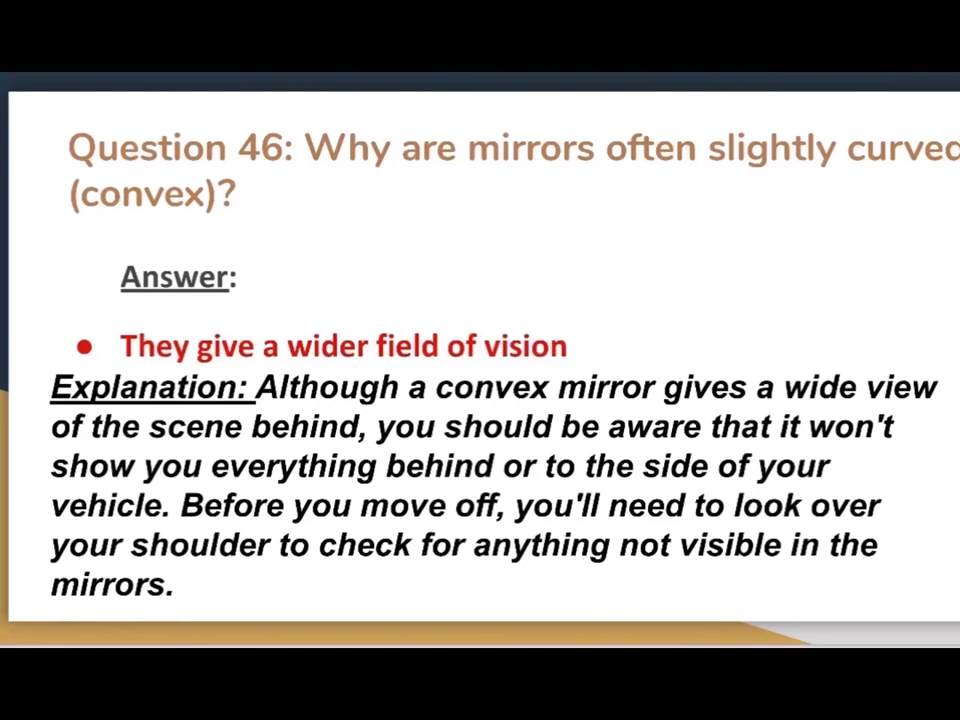 Question 46: Why are mirrors often slightly curved
(convex)?
Answer:
● They give a wider field of vision
Explanation: Although a convex mirror gives a wide view
of the scene behind, you should be aware that it won't
show you everything behind or to the side of your
vehicle. Before you move off, you'll need to look over
your shoulder to check for anything not visible in the
mirrors.